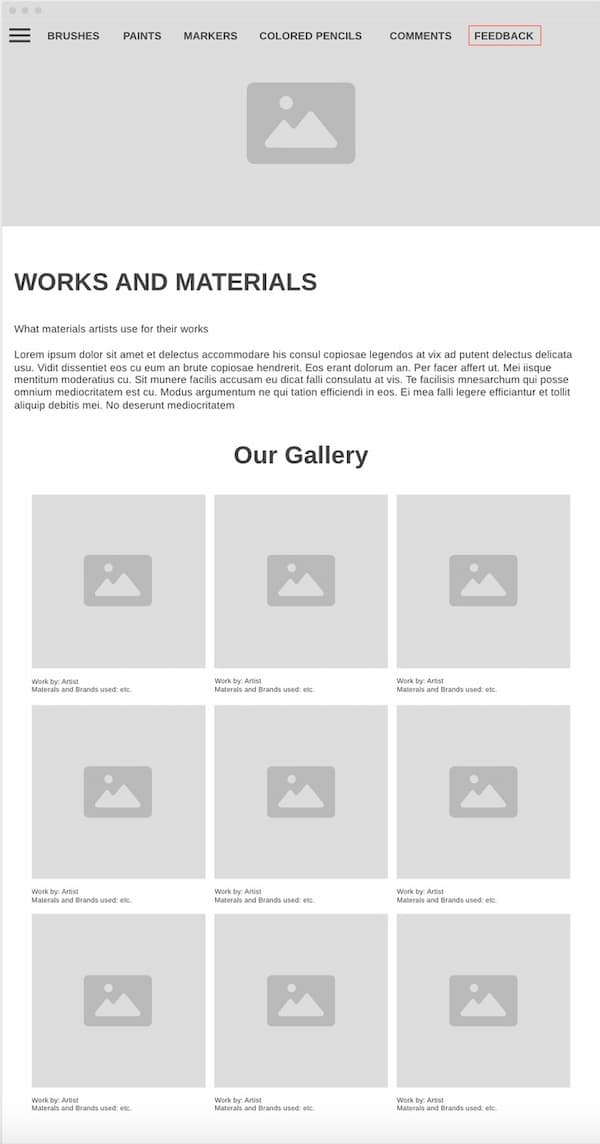 BRUSHES PAINTS MARKERS COLORED PENCILS COMMENTS FEEDBACK
WORKS AND MATERIALS
What materials artists use for their works
Lorem ipsum dolor sit amet et delectus accommodare his consul copiosae legendos at vix ad putent delectus delicata
usu. Vidit dissentiet eos cu eum an brute copiosae hendrerit. Eos erant dolorum an. Per facer affert ut. Mei iisque
mentitum moderatius cu. Sit munere facilis accusam eu dicat falli consulatu at vis. Te facilisis mnesarchum qui posse
omnium mediocritatem est cu. Modus argumentum ne qui tation efficiendi in eos. Ei mea falli legere efficiantur et tollit
aliquip debitis mei. No deserunt mediocritatem
Our Gallery
Work by: Artist
Materals and Brands used: etc.
Work by: Artist
Materals and Brands used: etc.
Work by: Artist
Materals and Brands used: etc.
Work by: Artist
Materals and Brands used: etc.
Work by: Artist
Materals and Brands used: etc.
Work by: Artist
Materals and Brands used: etc.
Work by: Artist
Materals and Brands used: etc.
Work by: Artist
Materals and Brands used: etc.
Work by: Artist
Materals and Brands used: etc.